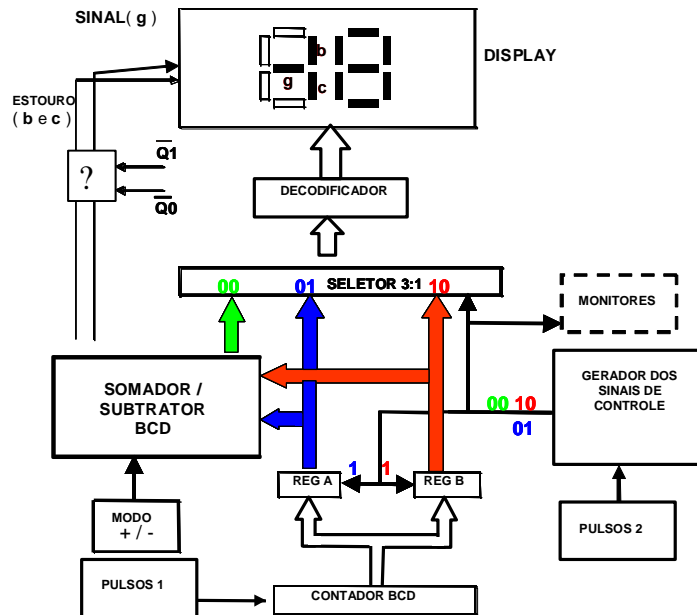 SINAL( g )
DISPLAY
b
g
c
ESTOURO
( b e c)
Q1
?
Q0
DECODIFICADOR
00
01
SELETOR 3:1
10
MONITORES
SOMADOR /
SUBTRATOR
BCD
GERADOR DOS
SINAIS DE
CONTROLE
00 10
01
1
1
REG A
REG B
MODO
+ / -
PULSOS 2
PULSOS 1
CONTADOR BCD